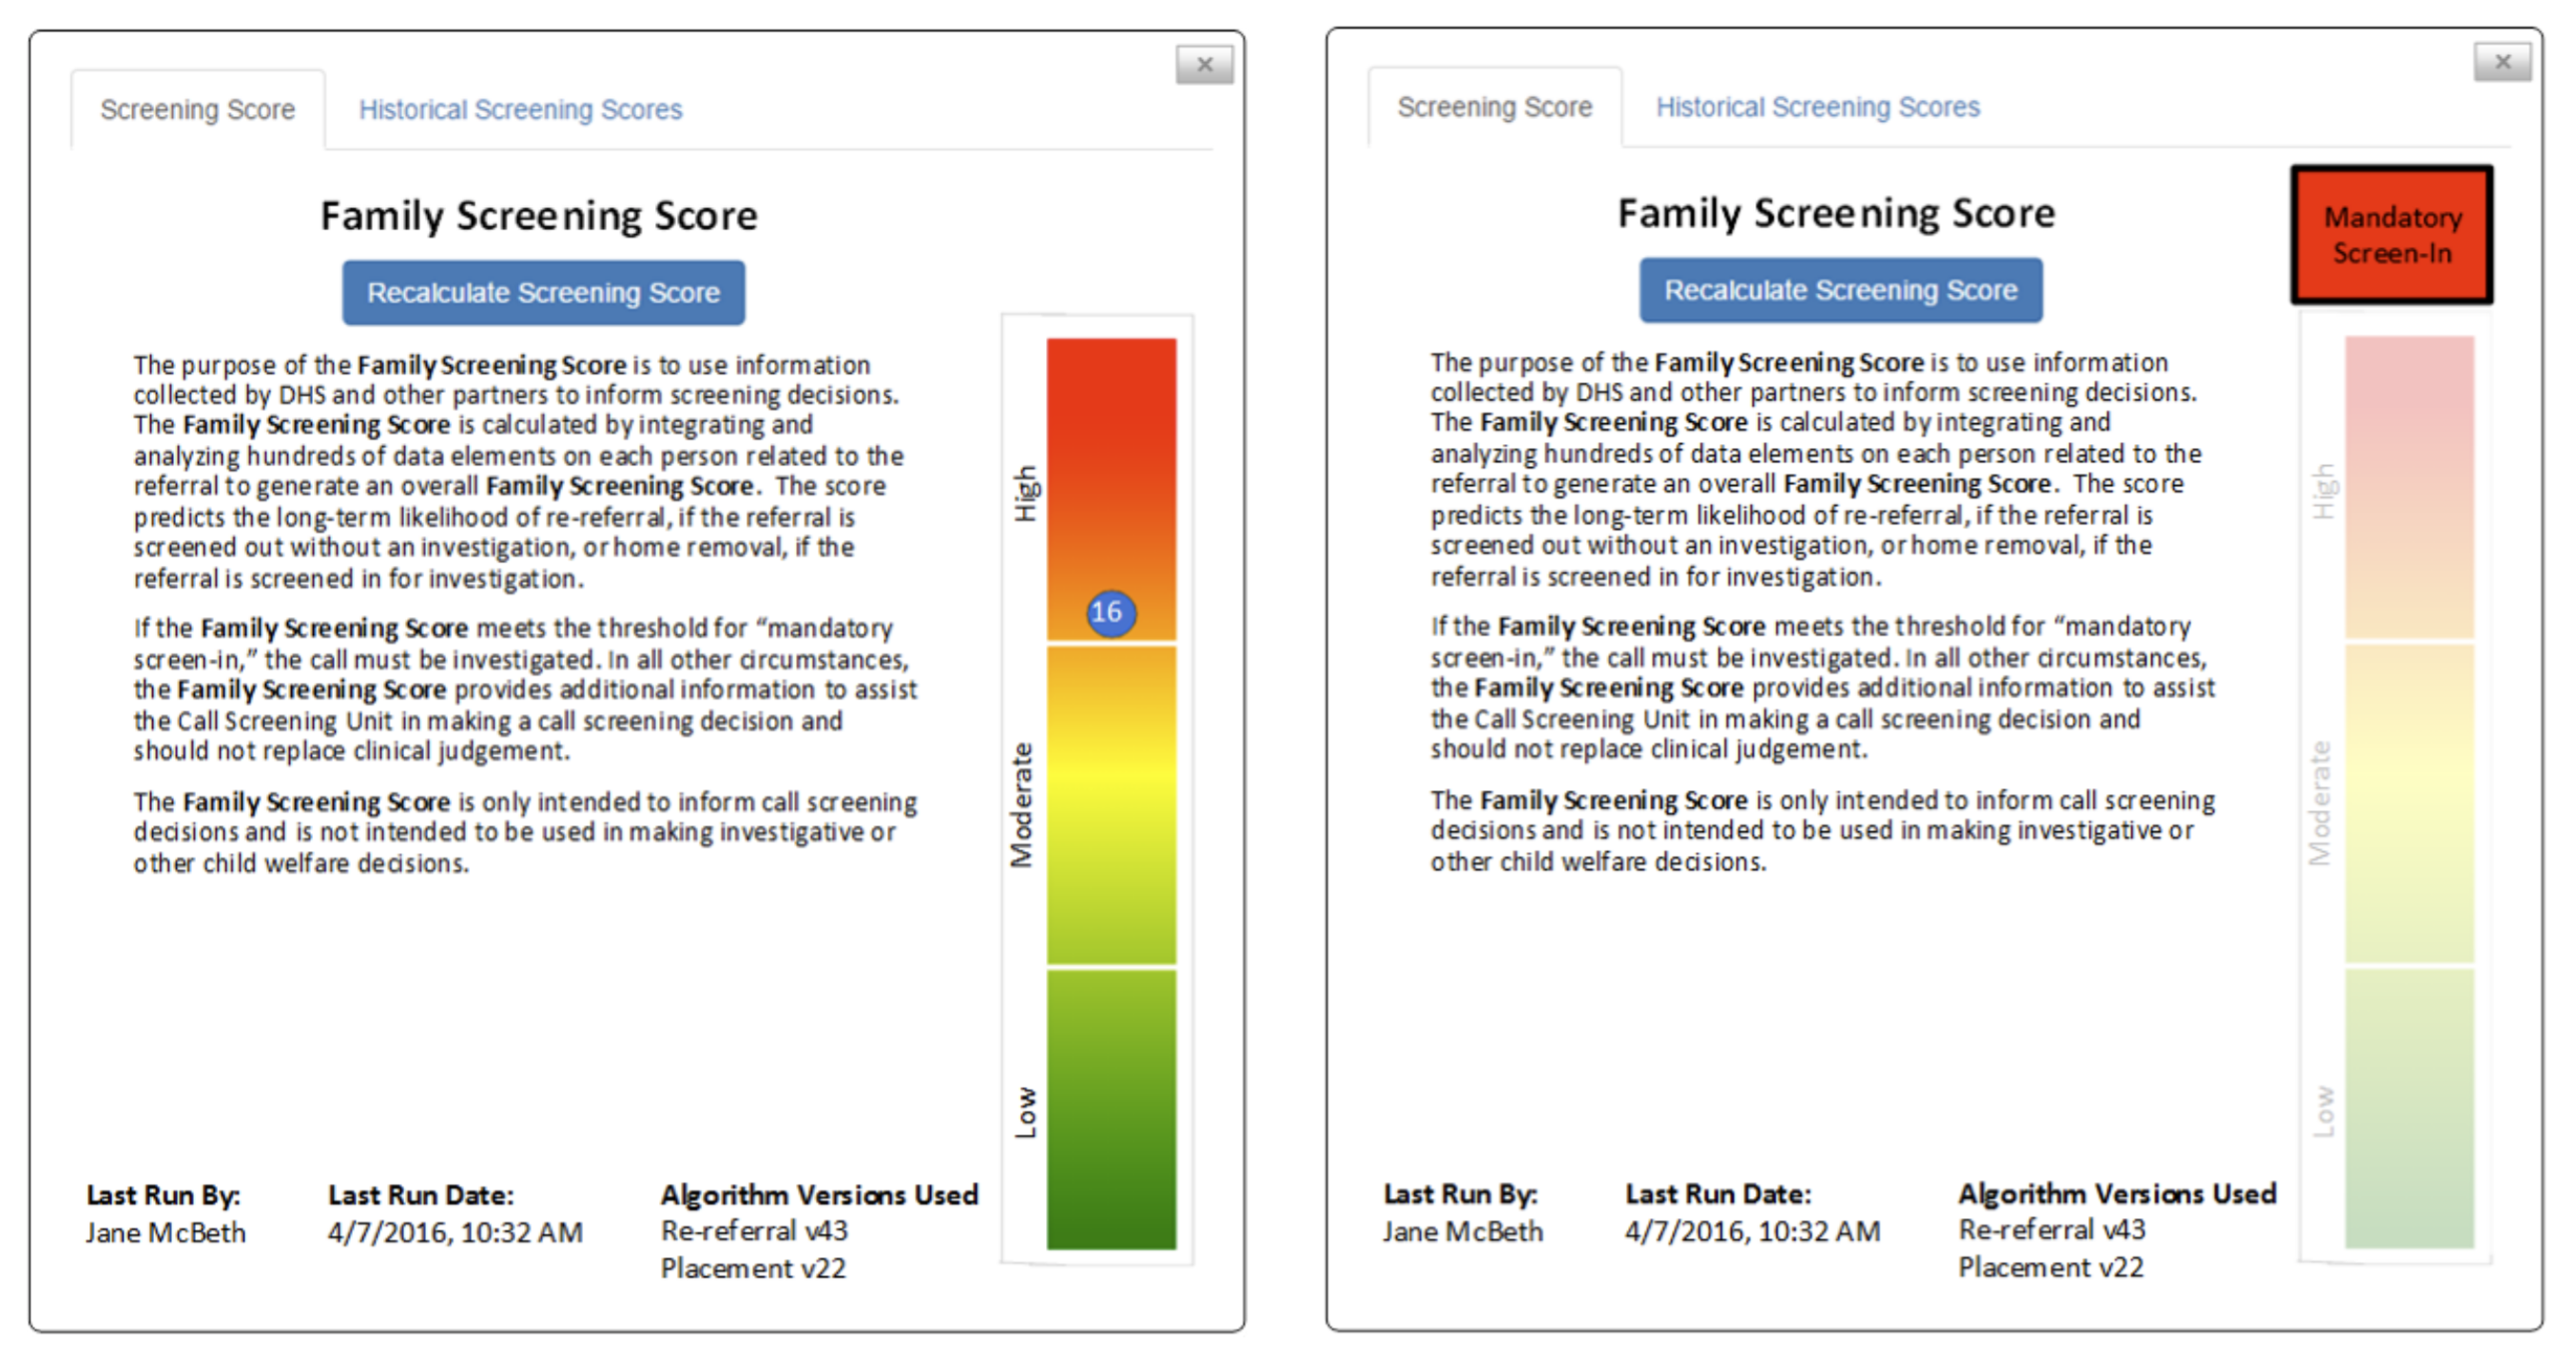 ×
Screening Score
Historical Screening Scores
Family Screening Score
Recalculate Screening Score
The purpose of the Family Screening Score is to use information
collected by DHS and other partners to inform screening decisions.
The Family Screening Score is calculated by integrating and
analyzing hundreds of data elements on each person related to the
referral to generate an overall Family Screening Score. The score
predicts the long-term likelihood of re-referral, if the referral is
screened out without an investigation, or home removal, if the
referral is screened in for investigation.
If the Family Screening Score meets the threshold for “mandatory
screen-in,” the call must be investigated. In all other circumstances,
the Family Screening Score provides additional information to assist
the Call Screening Unit in making a call screening decision and
should not replace clinical judgement.
The Family Screening Score is only intended to inform call screening
decisions and is not intended to be used in making investigative or
other child welfare decisions.
High
16
Moderate
Low
Last Run By:
Jane McBeth
Last Run Date:
4/7/2016, 10:32 AM
Algorithm Versions Used
Re-referral v43
Placement v22
×
Screening Score
Historical Screening Scores
Family Screening Score
Mandatory
Screen-In
Recalculate Screening Score
The purpose of the Family Screening Score is to use information
collected by DHS and other partners to inform screening decisions.
The Family Screening Score is calculated by integrating and
analyzing hundreds of data elements on each person related to the
referral to generate an overall Family Screening Score. The score
predicts the long-term likelihood of re-referral, if the referral is
screened out without an investigation, or home removal, if the
referral is screened in for investigation.
If the Family Screening Score meets the threshold for “mandatory
screen-in,” the call must be investigated. In all other circumstances,
the Family Screening Score provides additional information to assist
the Call Screening Unit in making a call screening decision and
should not replace clinical judgement.
The Family Screening Score is only intended to inform call screening
decisions and is not intended to be used in making investigative or
other child welfare decisions.
High
Moderate
Low
Last Run By:
Jane McBeth
Last Run Date:
4/7/2016, 10:32 AM
Algorithm Versions Used
Re-referral v43
Placement v22